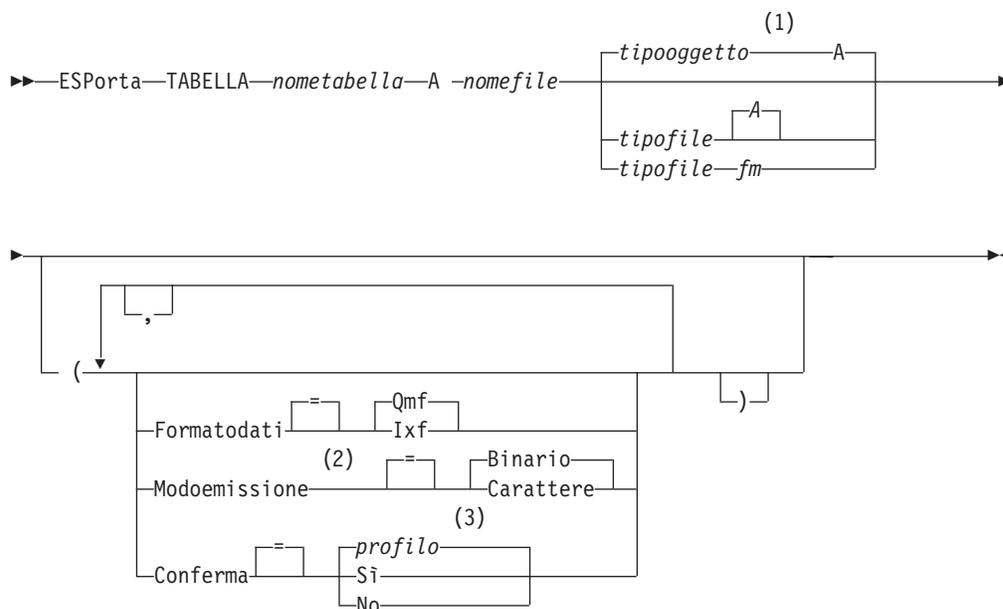 (1)
tipooggetto A
ESPorta TABELLA nometabella A nomefile
A
tipofile
tipofile fm
,
(
)
= Qmf
Formatodati Ixf
(2)
= Binario
Modoemissione Carattere
(3)
= profilo
Conferma Sì
No